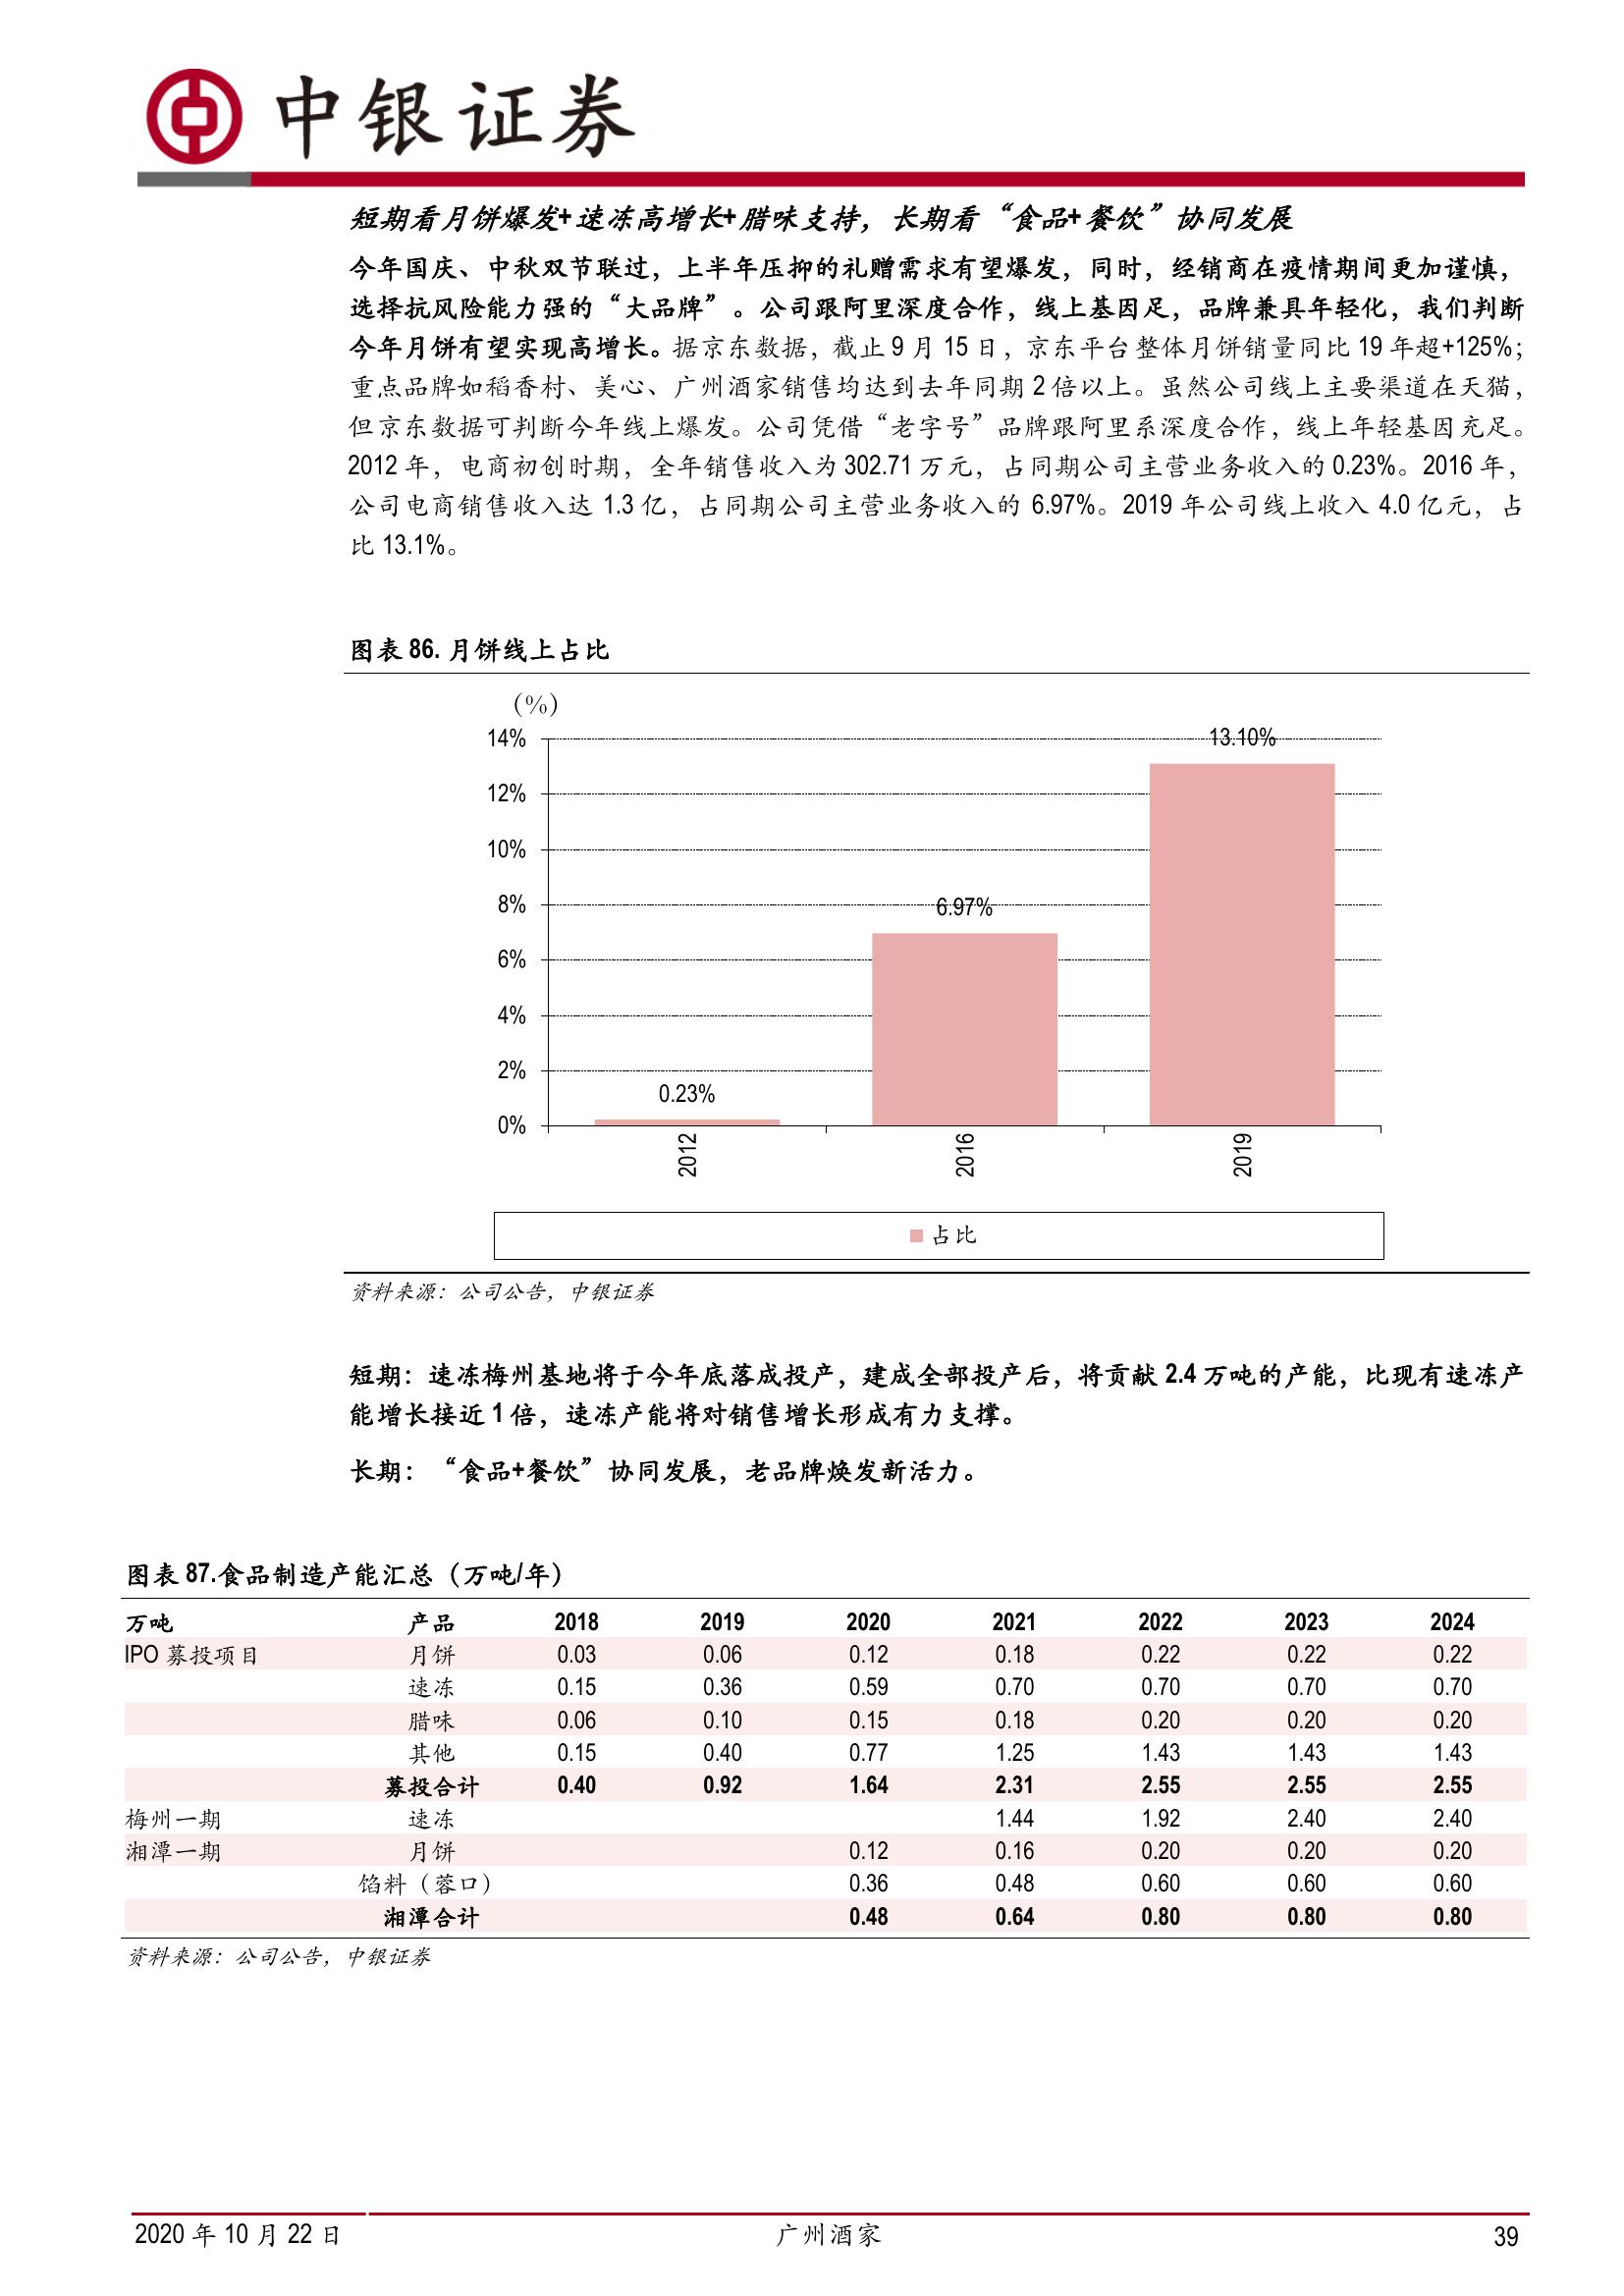 中银证券
短期看月饼爆发+速冻高增长+腊味支持，长期看“食品+餐饮”协同发展
今年国庆、中秋双节联过，上半年压抑的礼赠需求有望爆发，同时，经销商在疫情期间更加谨慎，
选择抗风险能力强的“大品牌”。公司跟阿里深度合作，线上基因足，品牌兼具年轻化，我们判断
今年月饼有望实现高增长。据京东数据，截止 9 月 15 日，京东平台整体月饼销量同比 19 年超+125%；
重点品牌如稻香村、美心、广州酒家销售均达到去年同期 2 倍以上。虽然公司线上主要渠道在天猫，
但京东数据可判断今年线上爆发。公司凭借“老字号”品牌跟阿里系深度合作，线上年轻基因充足。
2012 年，电商初创时期，全年销售收入为 302.71 万元，占同期公司主营业务收入的 0.23%。2016 年，
公司电商销售收入达 1.3 亿，占同期公司主营业务收入的 6.97%。2019 年公司线上收入 4.0 亿元，占
比 13.1%。
图表 86. 月饼线上占比
（%）
14%
12%
10%
8%
6%
4%
2%
0%
0.23%
6.97%
13.10%
2012
2016
2019
占比
资料来源：公司公告，中银证券
短期：速冻梅州基地将于今年底落成投产，建成全部投产后，将贡献 2.4 万吨的产能，比现有速冻产
能增长接近 1 倍，速冻产能将对销售增长形成有力支撑。
长期：“食品+餐饮”协同发展，老品牌焕发新活力。
图表 87.食品制造产能汇总（万吨/年）
万吨 产品 2018 2019 2020 2021 2022 2023 2024
IPO 募投项目 月饼 0.03 0.06 0.12 0.18 0.22 0.22 0.22
速冻 0.15 0.36 0.59 0.70 0.70 0.70 0.70
腊味 0.06 0.10 0.15 0.18 0.20 0.20 0.20
其他 0.15 0.40 0.77 1.25 1.43 1.43 1.43
募投合计 0.40 0.92 1.64 2.31 2.55 2.55 2.55
梅州一期 速冻 1.44 1.92 2.40 2.40
湘潭一期 月饼 0.12 0.16 0.20 0.20 0.20
馅料（蓉口） 0.36 0.48 0.60 0.60 0.60
湘潭合计 0.48 0.64 0.80 0.80 0.80
资料来源：公司公告，中银证券
2020 年 10 月 22 日 广州酒家 39